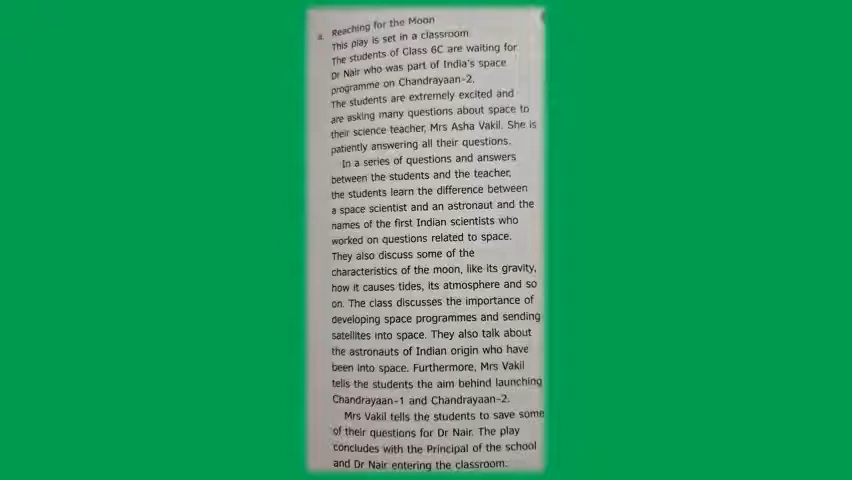 a. Reaching for the Moon
This play is set in a classroom
The students of Class 6C are waiting for
Dr Nair who was part of India's space
programme on Chandrayaan-2.
The students are extremely excited and
are asking many questions about space to
their science teacher, Mrs Asha Vakil. She is
patiently answering all their questions.
In a series of questions and answers
between the students and the teacher,
the students learn the difference between
a space scientist and an astronaut and the
names of the first Indian scientists who
worked on questions related to space.
They also discuss some of the
characteristics of the moon, like its gravity,
how it causes tides, its atmosphere and so
on. The class discusses the importance of
developing space programmes and sending
satellites into space. They also talk about
the astronauts of Indian origin who have
been into space. Furthermore, Mrs Vakil
tells the students the aim behind launching
Chandrayaan-1 and Chandrayaan-2.
Mrs Vakil tells the students to save some
of their questions for Dr Nair. The play
concludes with the Principal of the school
and Dr Nair entering the classroom.